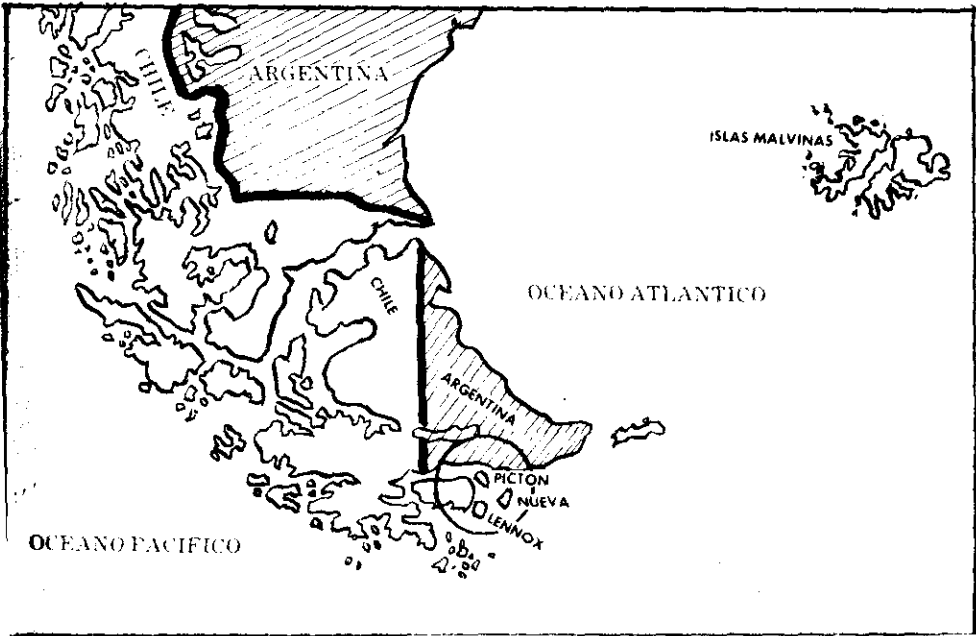 CHILE
ARGENTINA
ISLAS MALVINAS
CHILE
OCEANO ATLANTICO
ARGENTINA
PICTON
NUEVA
LENNOX
OCEANO PACIFICO